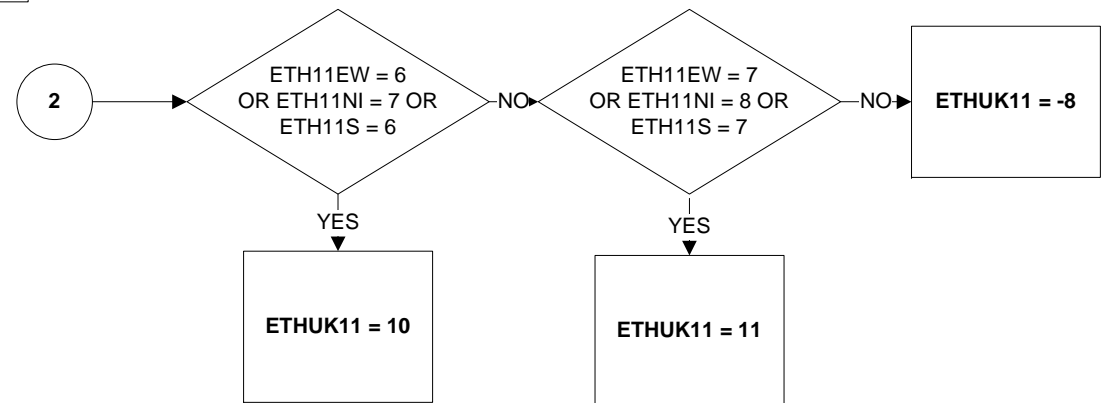 2
ETH11EW = 6
OR ETH11NI = 7 OR
ETH11S = 6
NO
ETH11EW = 7
OR ETH11NI = 8 OR
ETH11S = 7
NO
ETHUK11 = -8
YES
YES
ETHUK11 = 10
ETHUK11 = 11